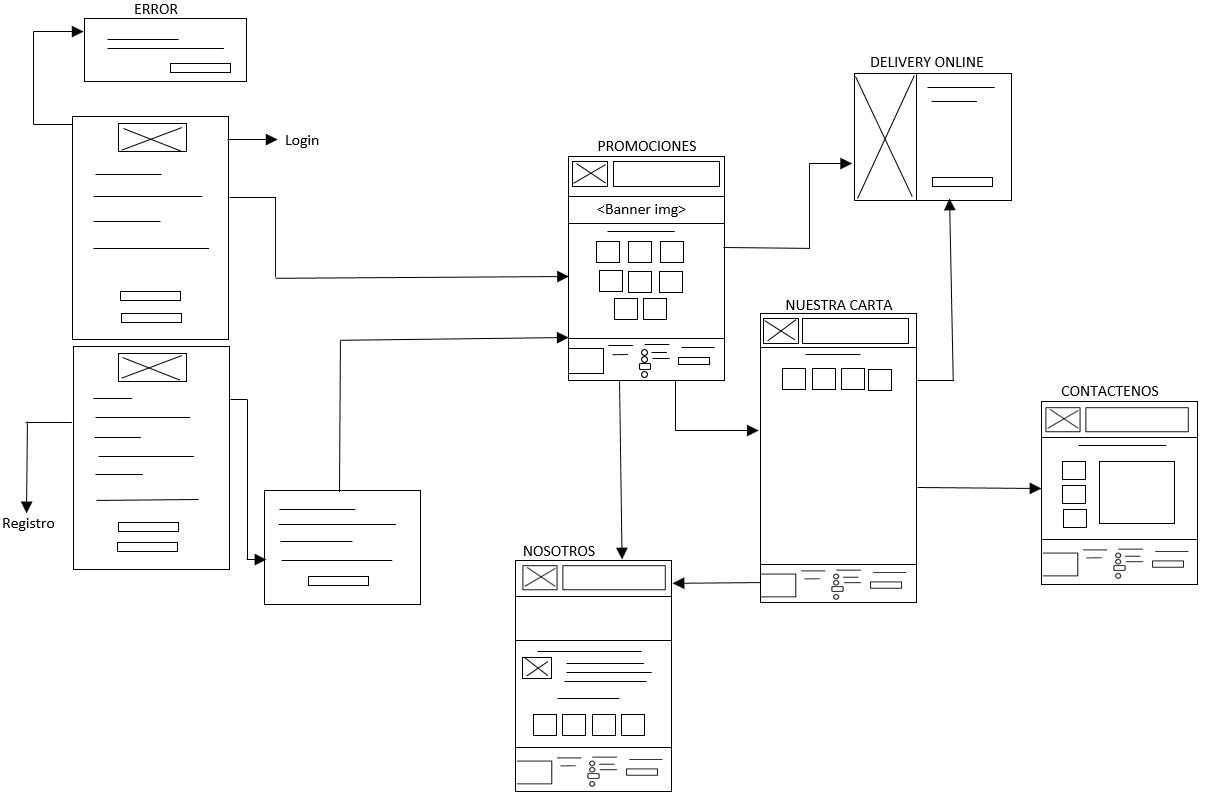 ERROR
Login
Registro
PROMOCIONES
<Banner img>
DELIVERY ONLINE
NUESTRA CARTA
CONTACTENOS
NOSOTROS